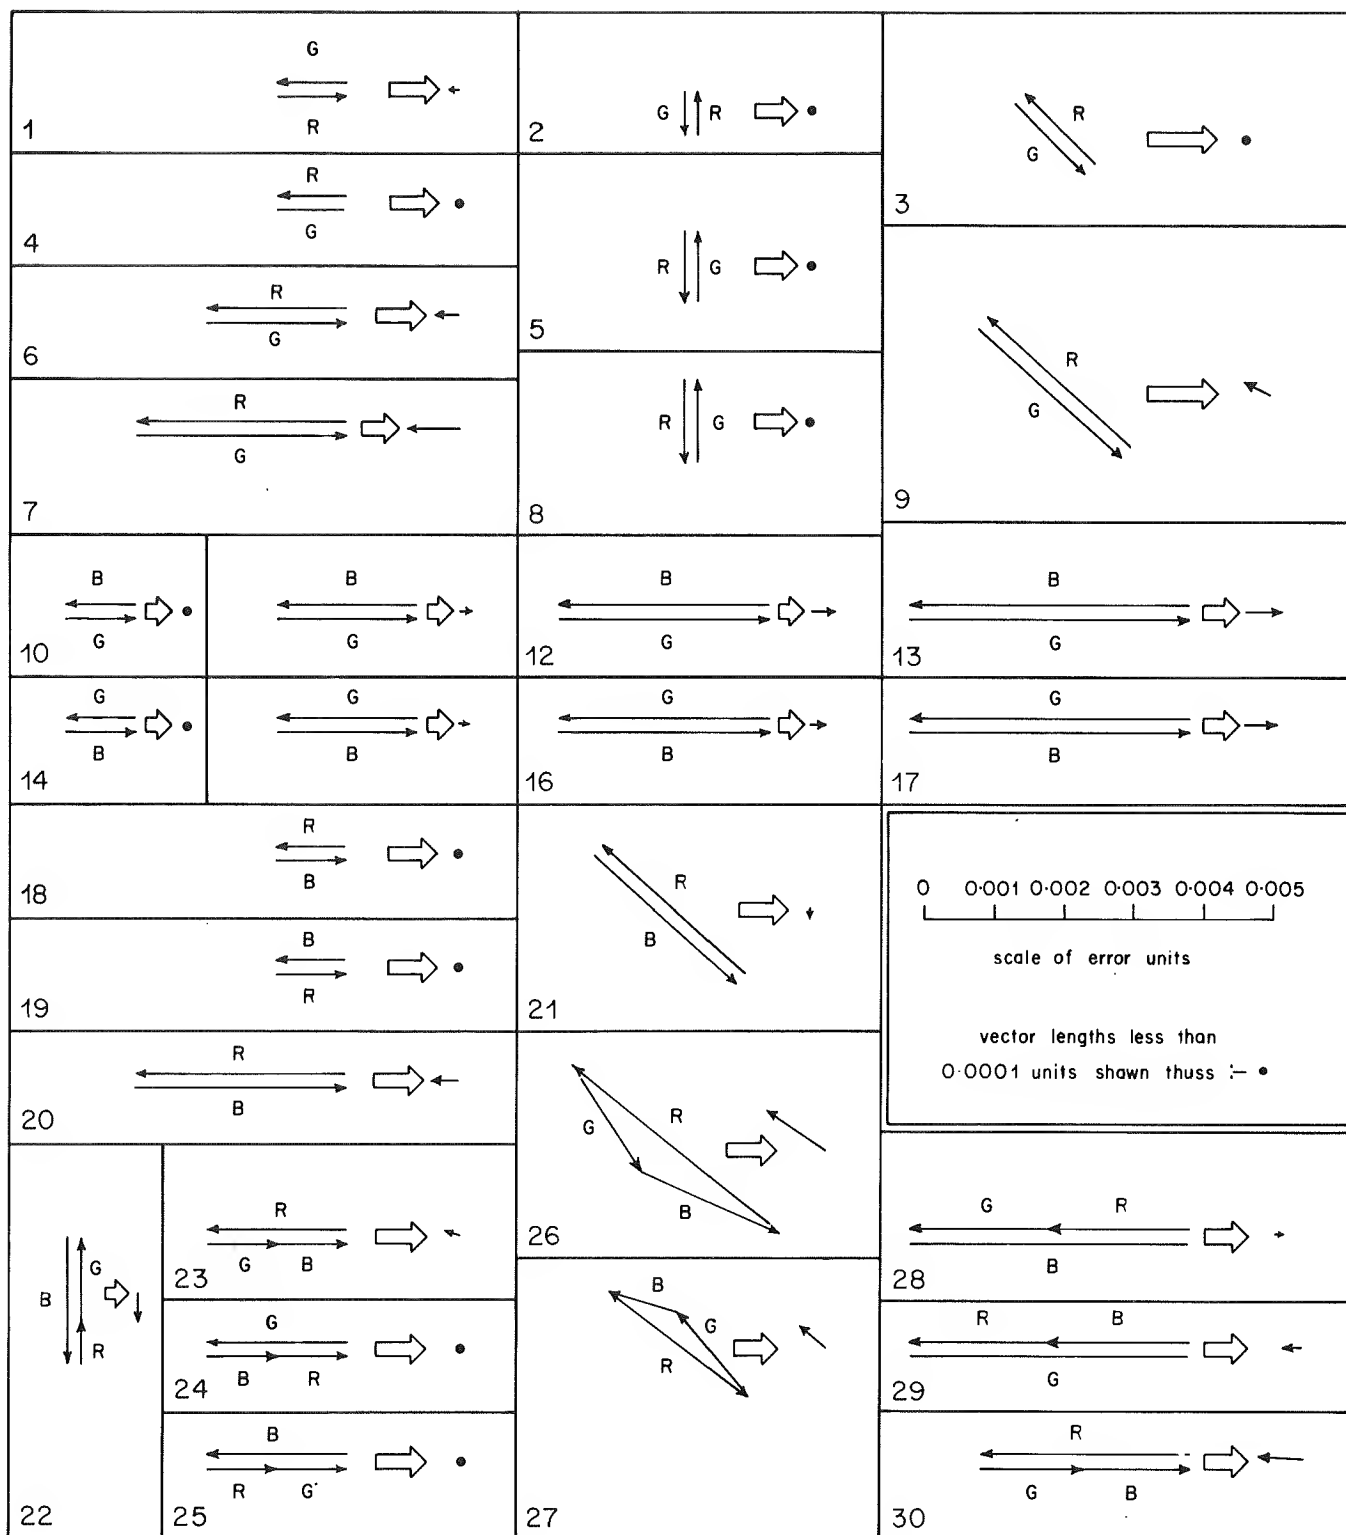 G
R
1
G R
2
R
G
3
R
G
4
R G
5
R
G
6
R
G
7
R G
8
R
G
9
B
G
10
B
G
B
G
12
B
G
13
G
B
14
G
B
G
B
16
G
B
17
R
B
18
B
R
19
R
B
20
R
B
21
0 0·001 0·002 0·003 0·004 0·005
scale of error units
vector lengths less than
0·0001 units shown thuss :-
B G
R
22
R
G B
23
G
B R
24
B
R G
25
R
G
B
26
B
G
R
27
G R
B
28
R B
G
29
R
G B
30